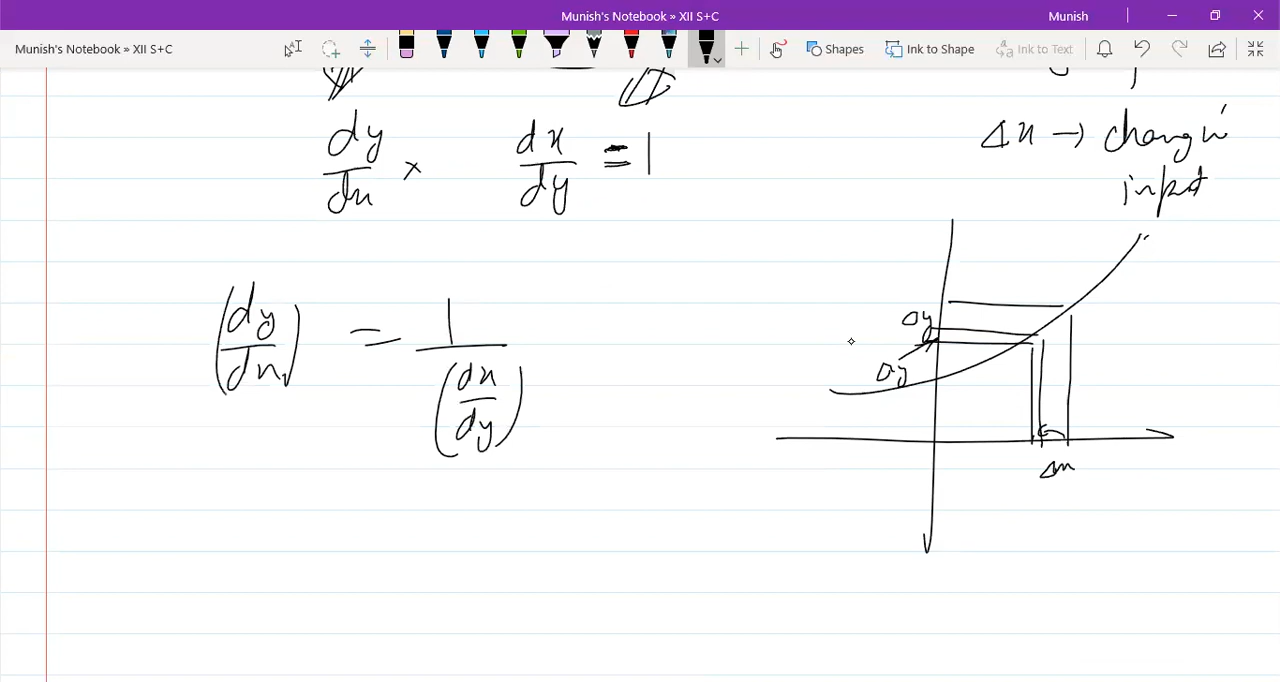 Munish's Notebook » XII S+C
Munish
Munish's Notebook » XII S+C
Shapes
Ink to Shape
Ink to Text
dy/dx × dx/dy = 1
Δx → change in
input
(dy/dx) = 1/(dx/dy)
Δy
Δy
Δx